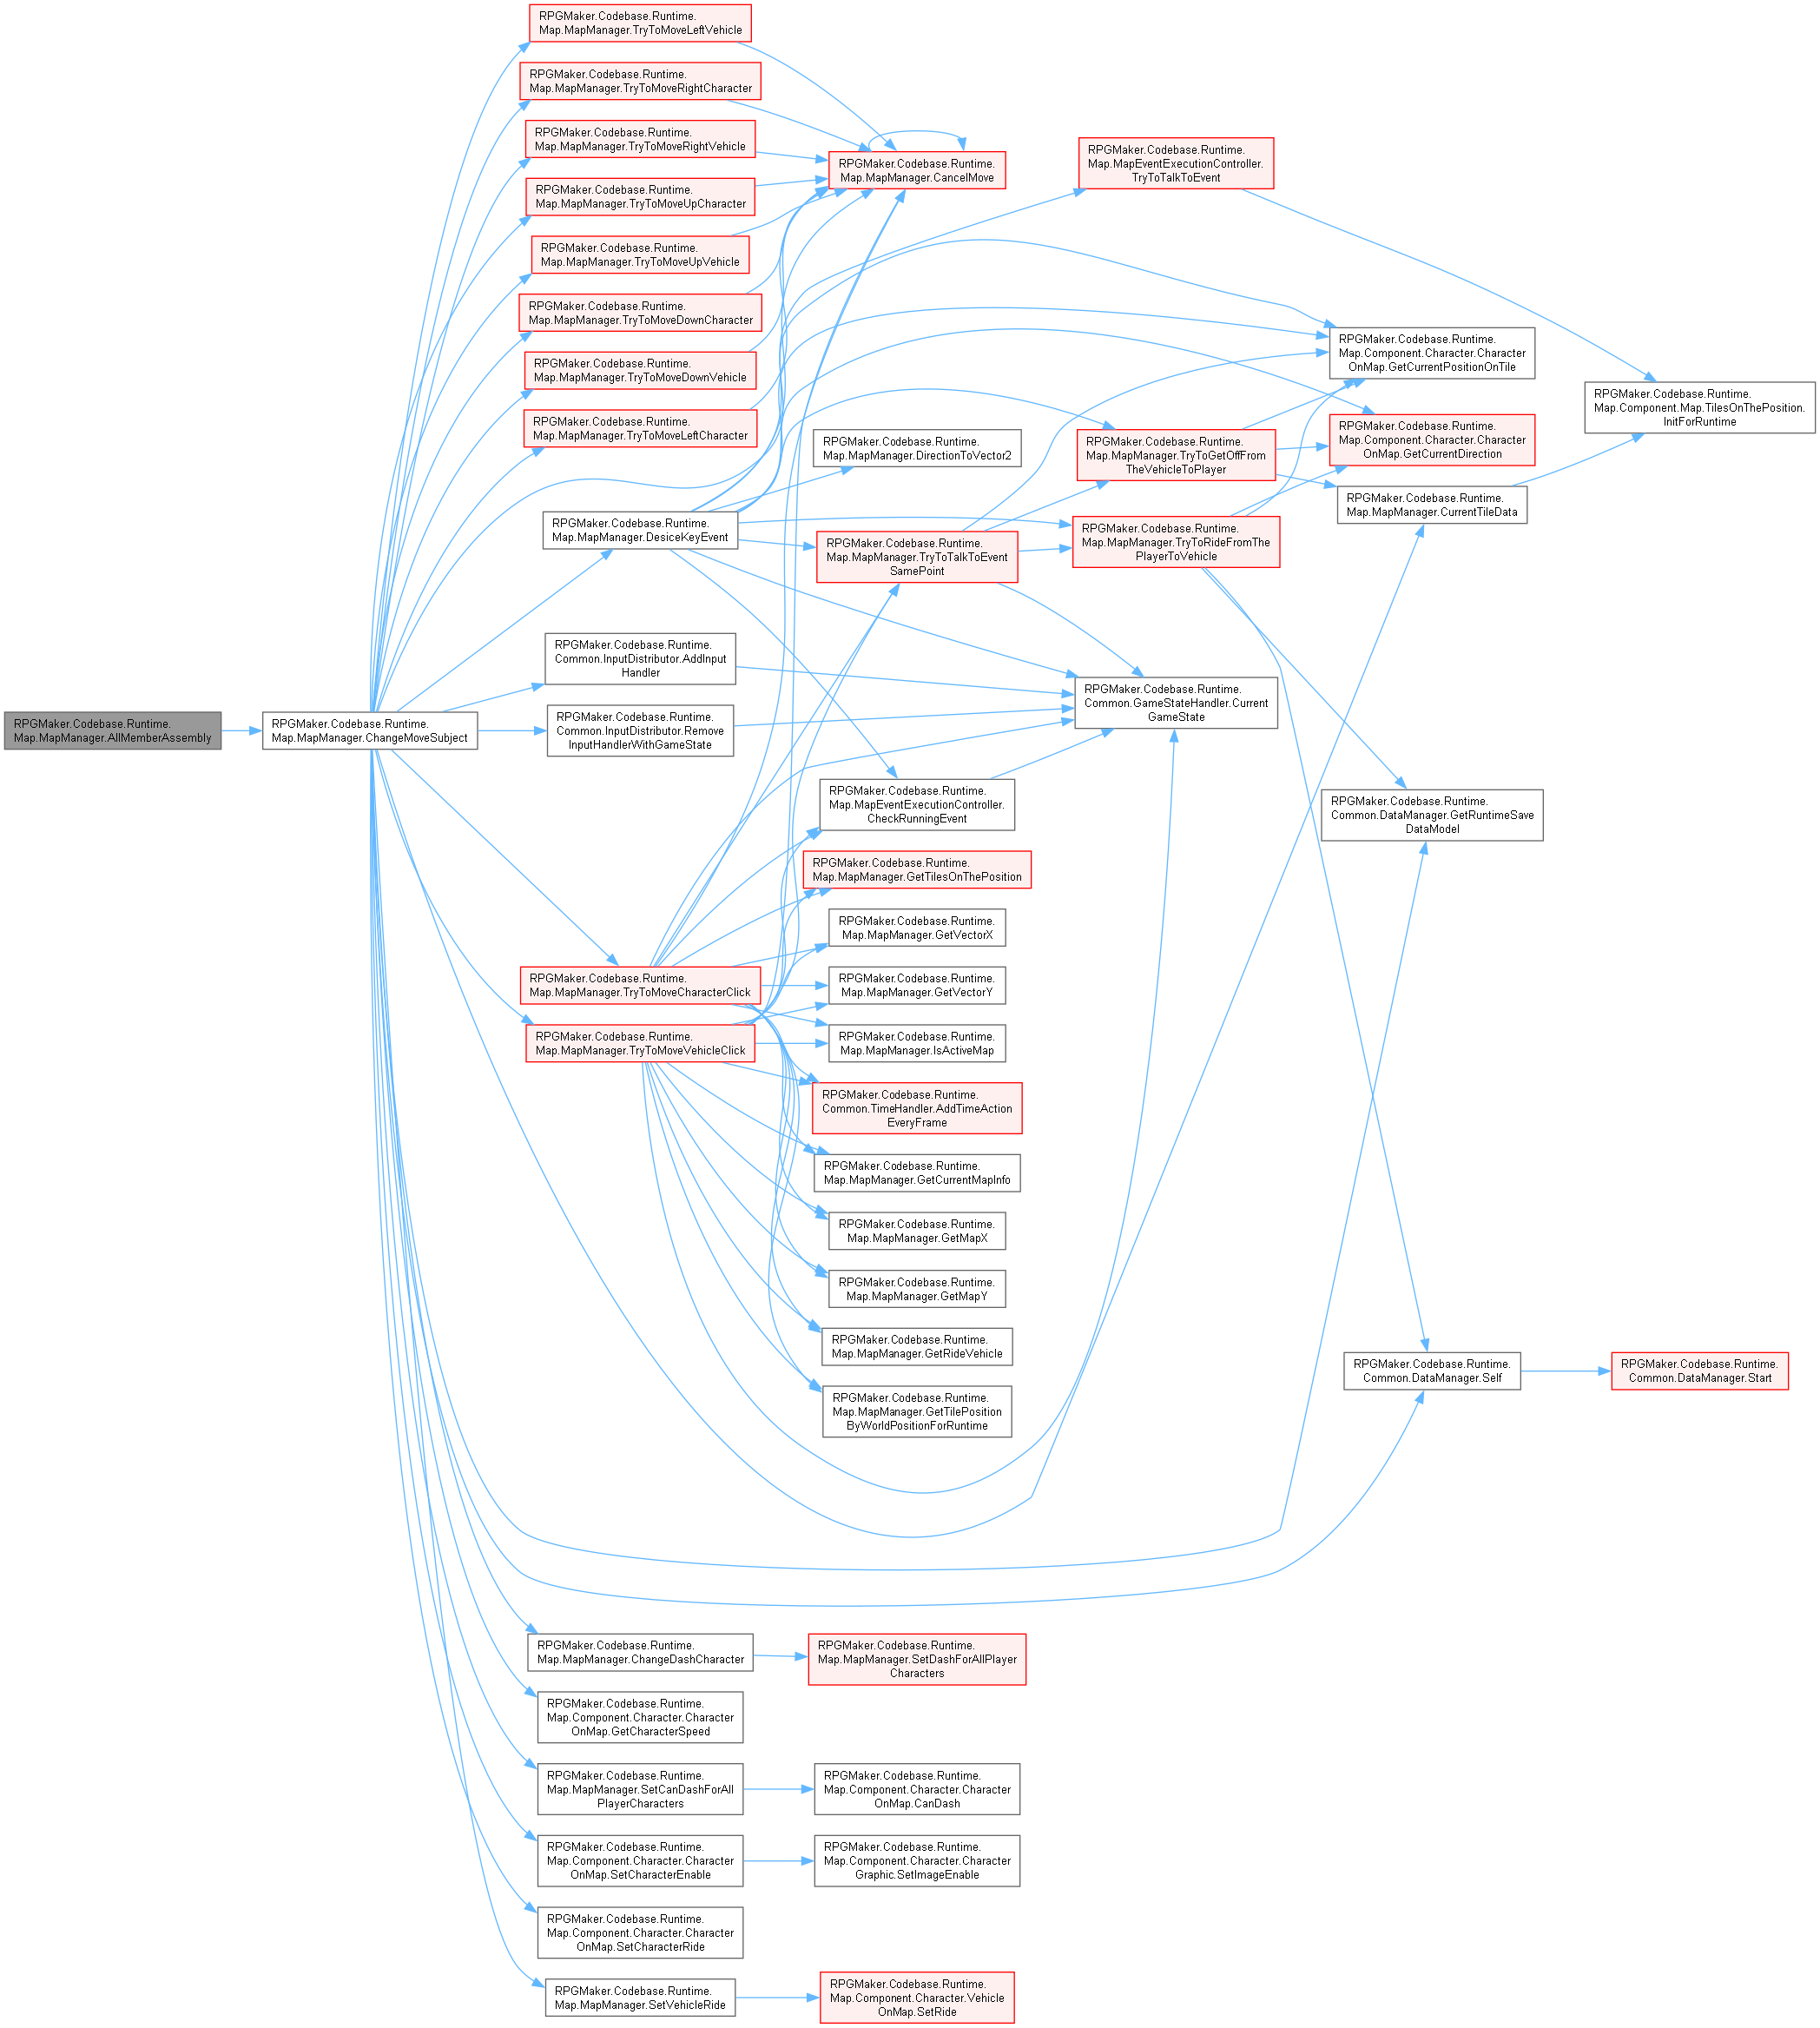 RPGMaker.Codebase.Runtime.
Map.MapManager.TryToMoveLeftVehicle
RPGMaker.Codebase.Runtime.
Map.MapManager.TryToMoveRightCharacter
RPGMaker.Codebase.Runtime.
Map.MapManager.TryToMoveRightVehicle
RPGMaker.Codebase.Runtime.
Map.MapManager.TryToMoveUpCharacter
RPGMaker.Codebase.Runtime.
Map.MapManager.TryToMoveUpVehicle
RPGMaker.Codebase.Runtime.
Map.MapManager.TryToMoveDownCharacter
RPGMaker.Codebase.Runtime.
Map.MapManager.TryToMoveDownVehicle
RPGMaker.Codebase.Runtime.
Map.MapManager.TryToMoveLeftCharacter
RPGMaker.Codebase.Runtime.
Map.MapManager.CancelMove
RPGMaker.Codebase.Runtime.
Map.MapEventExecutionController.
TryToTalkToEvent
RPGMaker.Codebase.Runtime.
Map.Component.Character.Character
OnMap.GetCurrentPositionOnTile
RPGMaker.Codebase.Runtime.
Map.Component.Map.TilesOnThePosition.
InitForRuntime
RPGMaker.Codebase.Runtime.
Map.MapManager.DirectionToVector2
RPGMaker.Codebase.Runtime.
Map.MapManager.TryToGetOffFrom
TheVehicleToPlayer
RPGMaker.Codebase.Runtime.
Map.Component.Character.Character
OnMap.GetCurrentDirection
RPGMaker.Codebase.Runtime.
Map.MapManager.CurrentTileData
RPGMaker.Codebase.Runtime.
Map.MapManager.DesiceKeyEvent
RPGMaker.Codebase.Runtime.
Map.MapManager.TryToTalkToEvent
SamePoint
RPGMaker.Codebase.Runtime.
Map.MapManager.TryToRideFromThe
PlayerToVehicle
RPGMaker.Codebase.Runtime.
Common.InputDistributor.AddInput
Handler
RPGMaker.Codebase.Runtime.
Common.InputDistributor.Remove
InputHandlerWithGameState
RPGMaker.Codebase.Runtime.
Common.GameStateHandler.Current
GameState
RPGMaker.Codebase.Runtime.
Map.MapManager.AllMemberAssembly
RPGMaker.Codebase.Runtime.
Map.MapManager.ChangeMoveSubject
RPGMaker.Codebase.Runtime.
Map.MapEventExecutionController.
CheckRunningEvent
RPGMaker.Codebase.Runtime.
Common.DataManager.GetRuntimeSave
DataModel
RPGMaker.Codebase.Runtime.
Map.MapManager.GetTilesOnThePosition
RPGMaker.Codebase.Runtime.
Map.MapManager.GetVectorX
RPGMaker.Codebase.Runtime.
Map.MapManager.TryToMoveCharacterClick
RPGMaker.Codebase.Runtime.
Map.MapManager.GetVectorY
RPGMaker.Codebase.Runtime.
Map.MapManager.TryToMoveVehicleClick
RPGMaker.Codebase.Runtime.
Map.MapManager.IsActiveMap
RPGMaker.Codebase.Runtime.
Common.TimeHandler.AddTimeAction
EveryFrame
RPGMaker.Codebase.Runtime.
Map.MapManager.GetCurrentMapInfo
RPGMaker.Codebase.Runtime.
Map.MapManager.GetMapX
RPGMaker.Codebase.Runtime.
Map.MapManager.GetMapY
RPGMaker.Codebase.Runtime.
Map.MapManager.GetRideVehicle
RPGMaker.Codebase.Runtime.
Map.MapManager.GetTilePosition
ByWorldPositionForRuntime
RPGMaker.Codebase.Runtime.
Common.DataManager.Self
RPGMaker.Codebase.Runtime.
Common.DataManager.Start
RPGMaker.Codebase.Runtime.
Map.MapManager.ChangeDashCharacter
RPGMaker.Codebase.Runtime.
Map.MapManager.SetDashForAllPlayer
Characters
RPGMaker.Codebase.Runtime.
Map.Component.Character.Character
OnMap.GetCharacterSpeed
RPGMaker.Codebase.Runtime.
Map.MapManager.SetCanDashForAll
PlayerCharacters
RPGMaker.Codebase.Runtime.
Map.Component.Character.Character
OnMap.CanDash
RPGMaker.Codebase.Runtime.
Map.Component.Character.Character
OnMap.SetCharacterEnable
RPGMaker.Codebase.Runtime.
Map.Component.Character.Character
Graphic.SetImageEnable
RPGMaker.Codebase.Runtime.
Map.Component.Character.Character
OnMap.SetCharacterRide
RPGMaker.Codebase.Runtime.
Map.MapManager.SetVehicleRide
RPGMaker.Codebase.Runtime.
Map.Component.Character.Vehicle
OnMap.SetRide